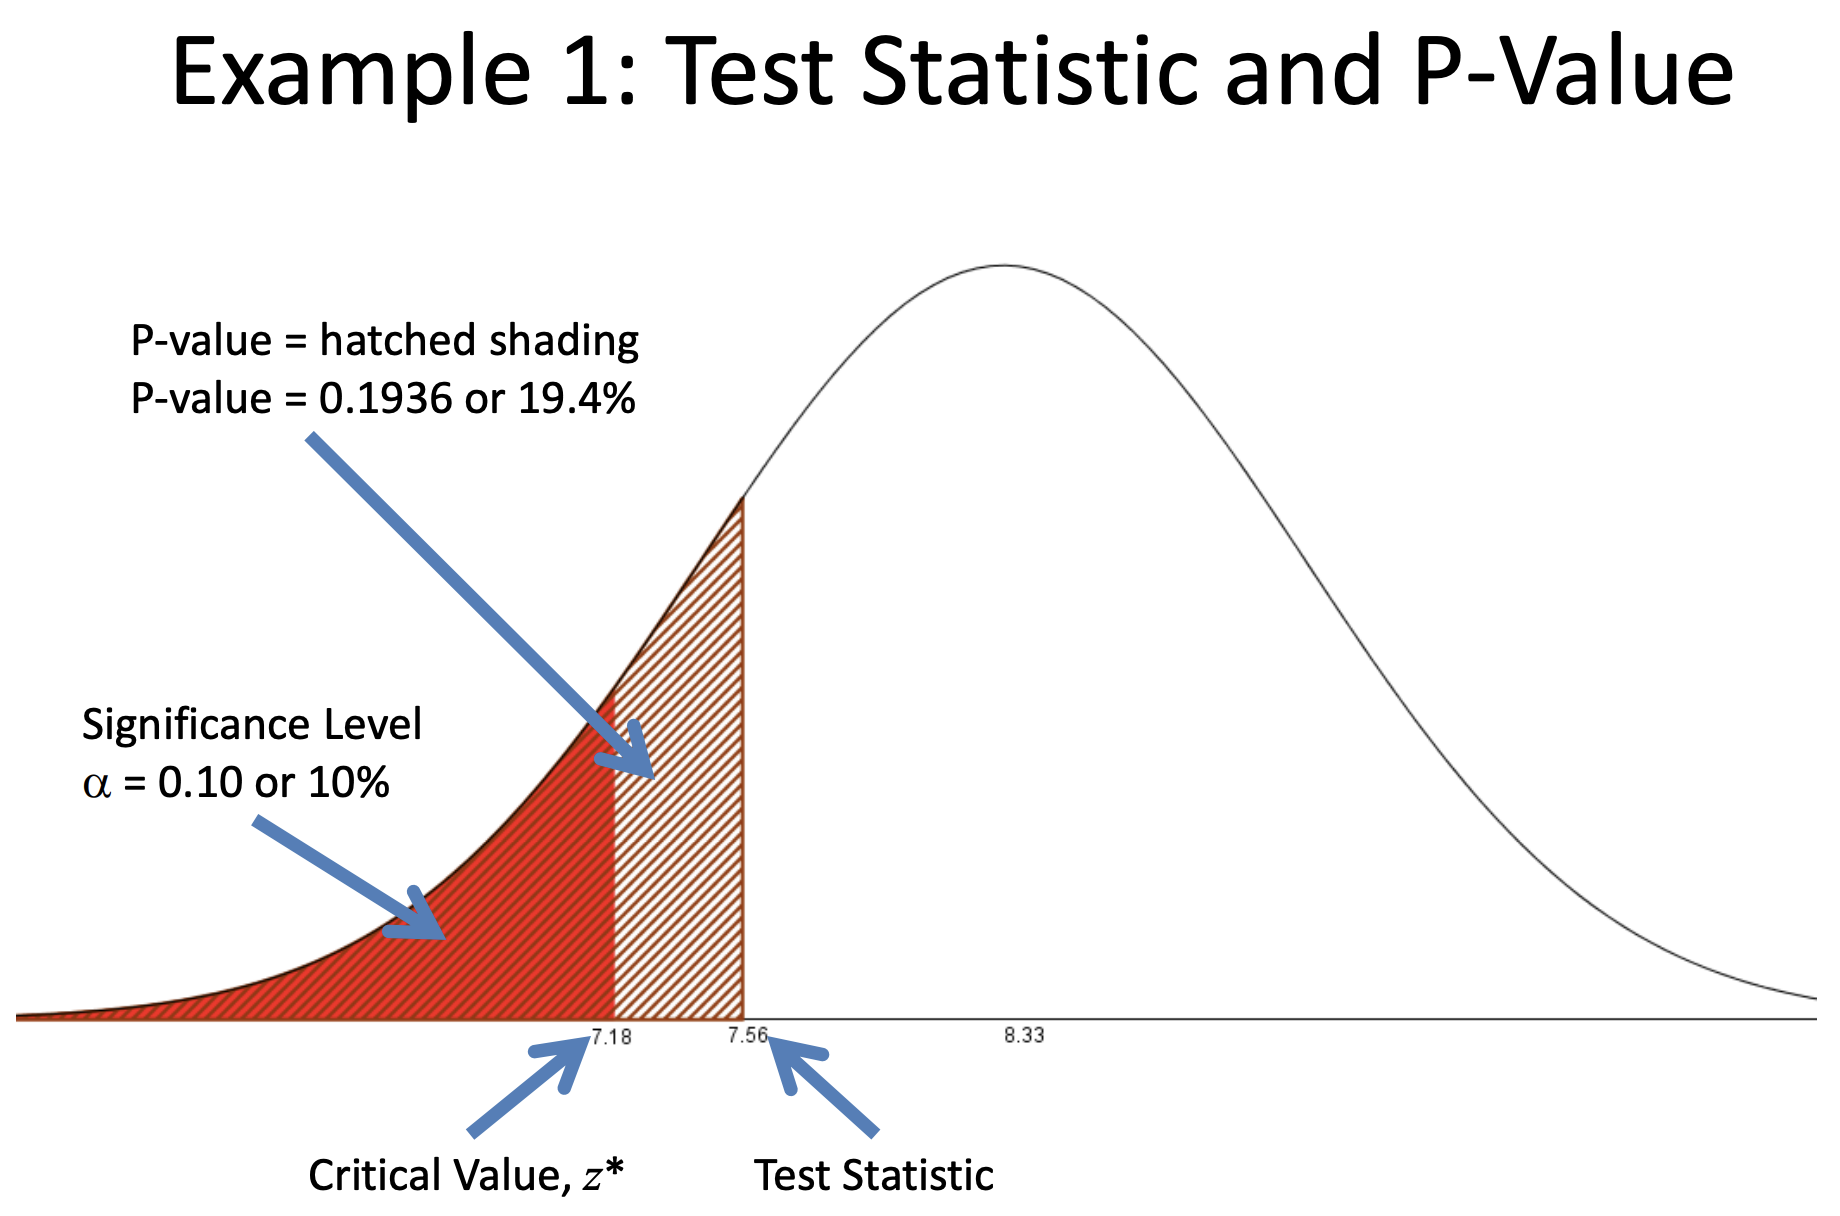 Example 1: Test Statistic and P-Value
P-value = hatched shading
P-value = 0.1936 or 19.4%
Significance Level
α = 0.10 or 10%
7.18
7.56
8.33
Critical Value, z*
Test Statistic